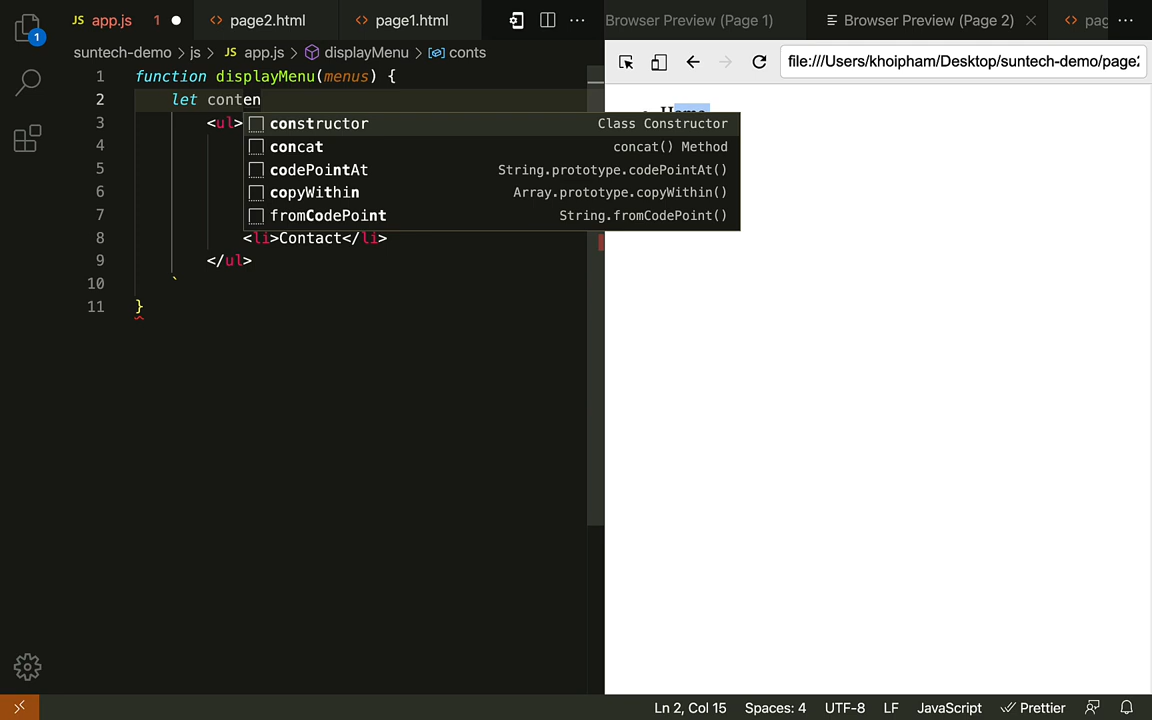 JS app.js 1 page2.html page1.html ... Browser Preview (Page 1) Browser Preview (Page 2) pag ...
1
suntech-demo > js > JS app.js > displayMenu > conts
file:///Users/khoipham/Desktop/suntech-demo/page2
1 function displayMenu(menus) {
2 let conten
Home
3 <ul>
constructor Class Constructor
4 concat concat() Method
5 codePointAt String.prototype.codePointAt()
6 copyWithin Array.prototype.copyWithin()
7 fromCodePoint String.fromCodePoint()
8 <li>Contact</li>
9 </ul>
10 `
11 }
Ln 2, Col 15 Spaces: 4 UTF-8 LF JavaScript Prettier